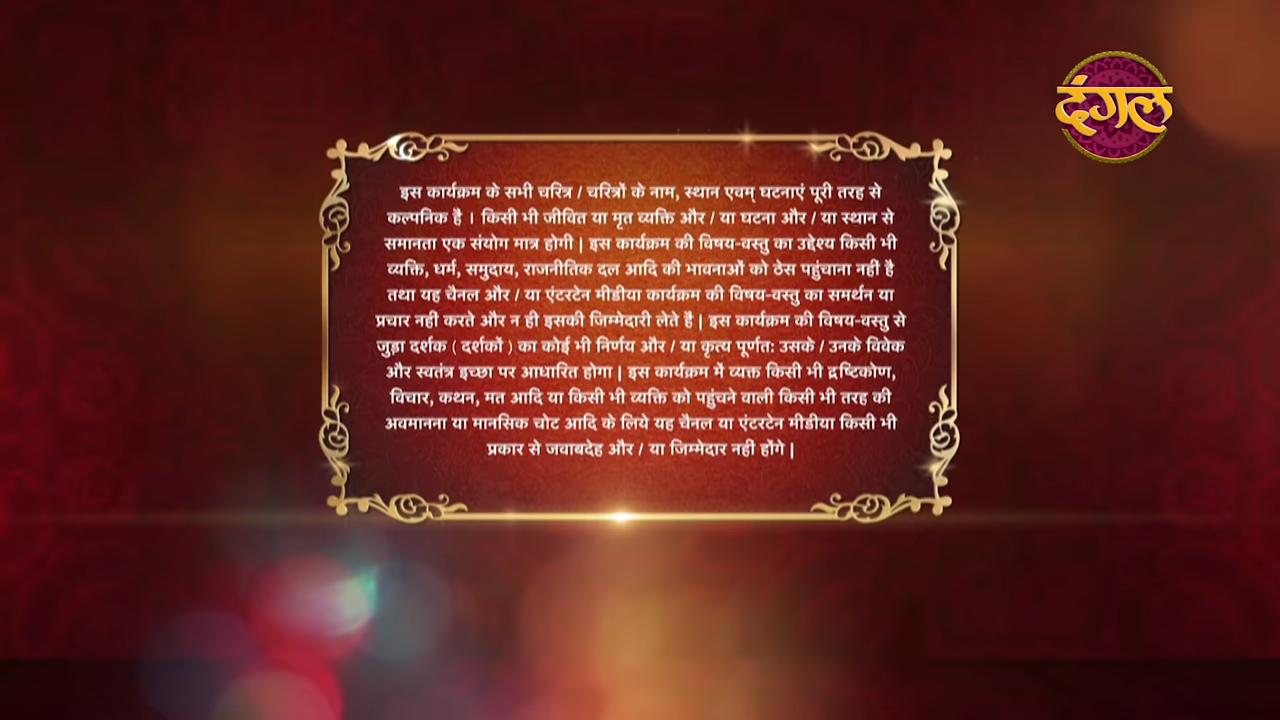 दंगल
इस कार्यक्रम के सभी चरित्र / चरित्रों के नाम, स्थान एवम् घटनाएं पूरी तरह से
कल्पनिक है । किसी भी जीवित या मृत व्यक्ति और / या घटना और / या स्थान से
समानता एक संयोग मात्र होगी | इस कार्यक्रम की विषय-वस्तु का उद्देश्य किसी भी
व्यक्ति, धर्म, समुदाय, राजनीतिक दल आदि की भावनाओं को ठेस पहुंचाना नहीं है
तथा यह चैनल और / या एंटरटेन मीडीया कार्यक्रम की विषय-वस्तु का समर्थन या
प्रचार नहीं करते और न ही इसकी जिम्मेदारी लेते हैं | इस कार्यक्रम की विषय-वस्तु से
जुड़ा दर्शक ( दर्शकों ) का कोई भी निर्णय और / या कृत्य पूर्णत: उसके / उनके विवेक
और स्वतंत्र इच्छा पर आधारित होगा | इस कार्यक्रम में व्यक्त किसी भी द्रष्टिकोण,
विचार, कथन, मत आदि या किसी भी व्यक्ति को पहुंचने वाली किसी भी तरह की
अवमानना या मानसिक चोट आदि के लिये यह चैनल या एंटरटेन मीडीया किसी भी
प्रकार से जवाबदेह और / या जिम्मेदार नहीं होंगे |